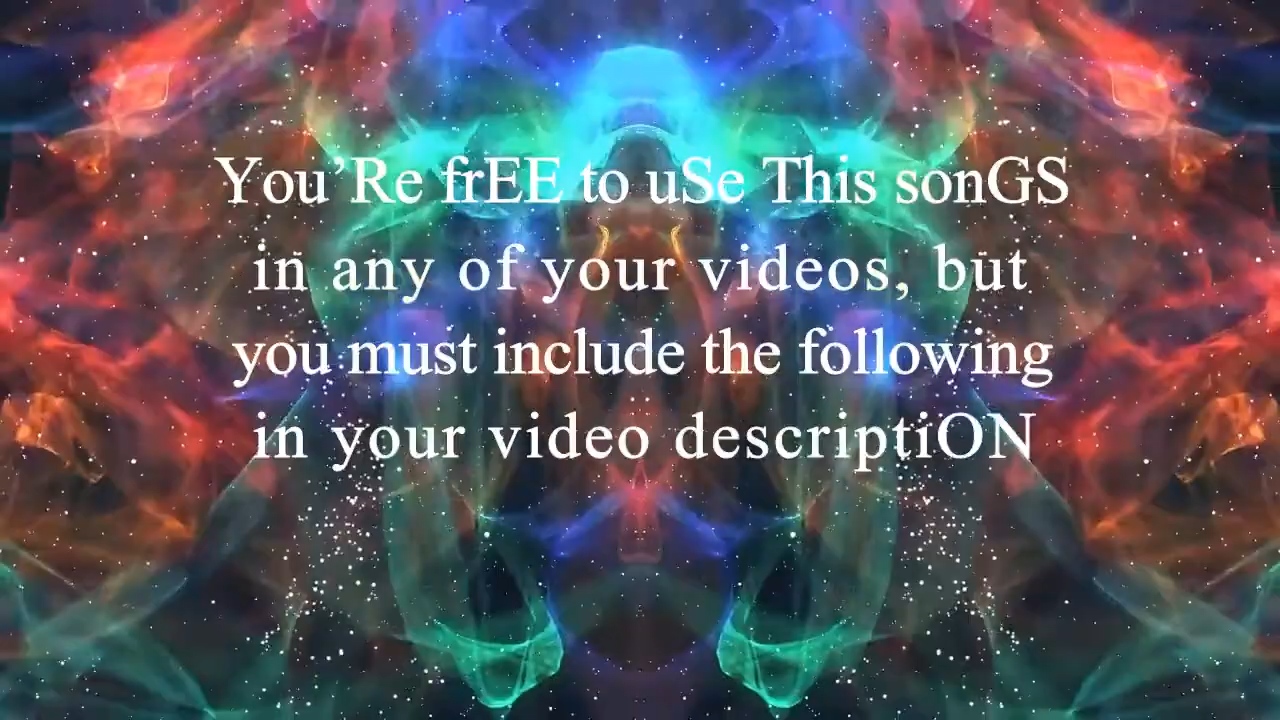 You’Re frEE to uSe This sonGS
in any of your videos, but
you must include the following
in your video descriptiON